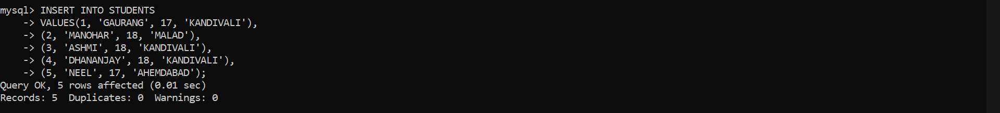 mysql> INSERT INTO STUDENTS
    -> VALUES(1, 'GAURANG', 17, 'KANDIVALI'),
    -> (2, 'MANOHAR', 18, 'MALAD'),
    -> (3, 'ASHMI', 18, 'KANDIVALI'),
    -> (4, 'DHANANJAY', 18, 'KANDIVALI'),
    -> (5, 'NEEL', 17, 'AHEMDABAD');
Query OK, 5 rows affected (0.01 sec)
Records: 5  Duplicates: 0  Warnings: 0